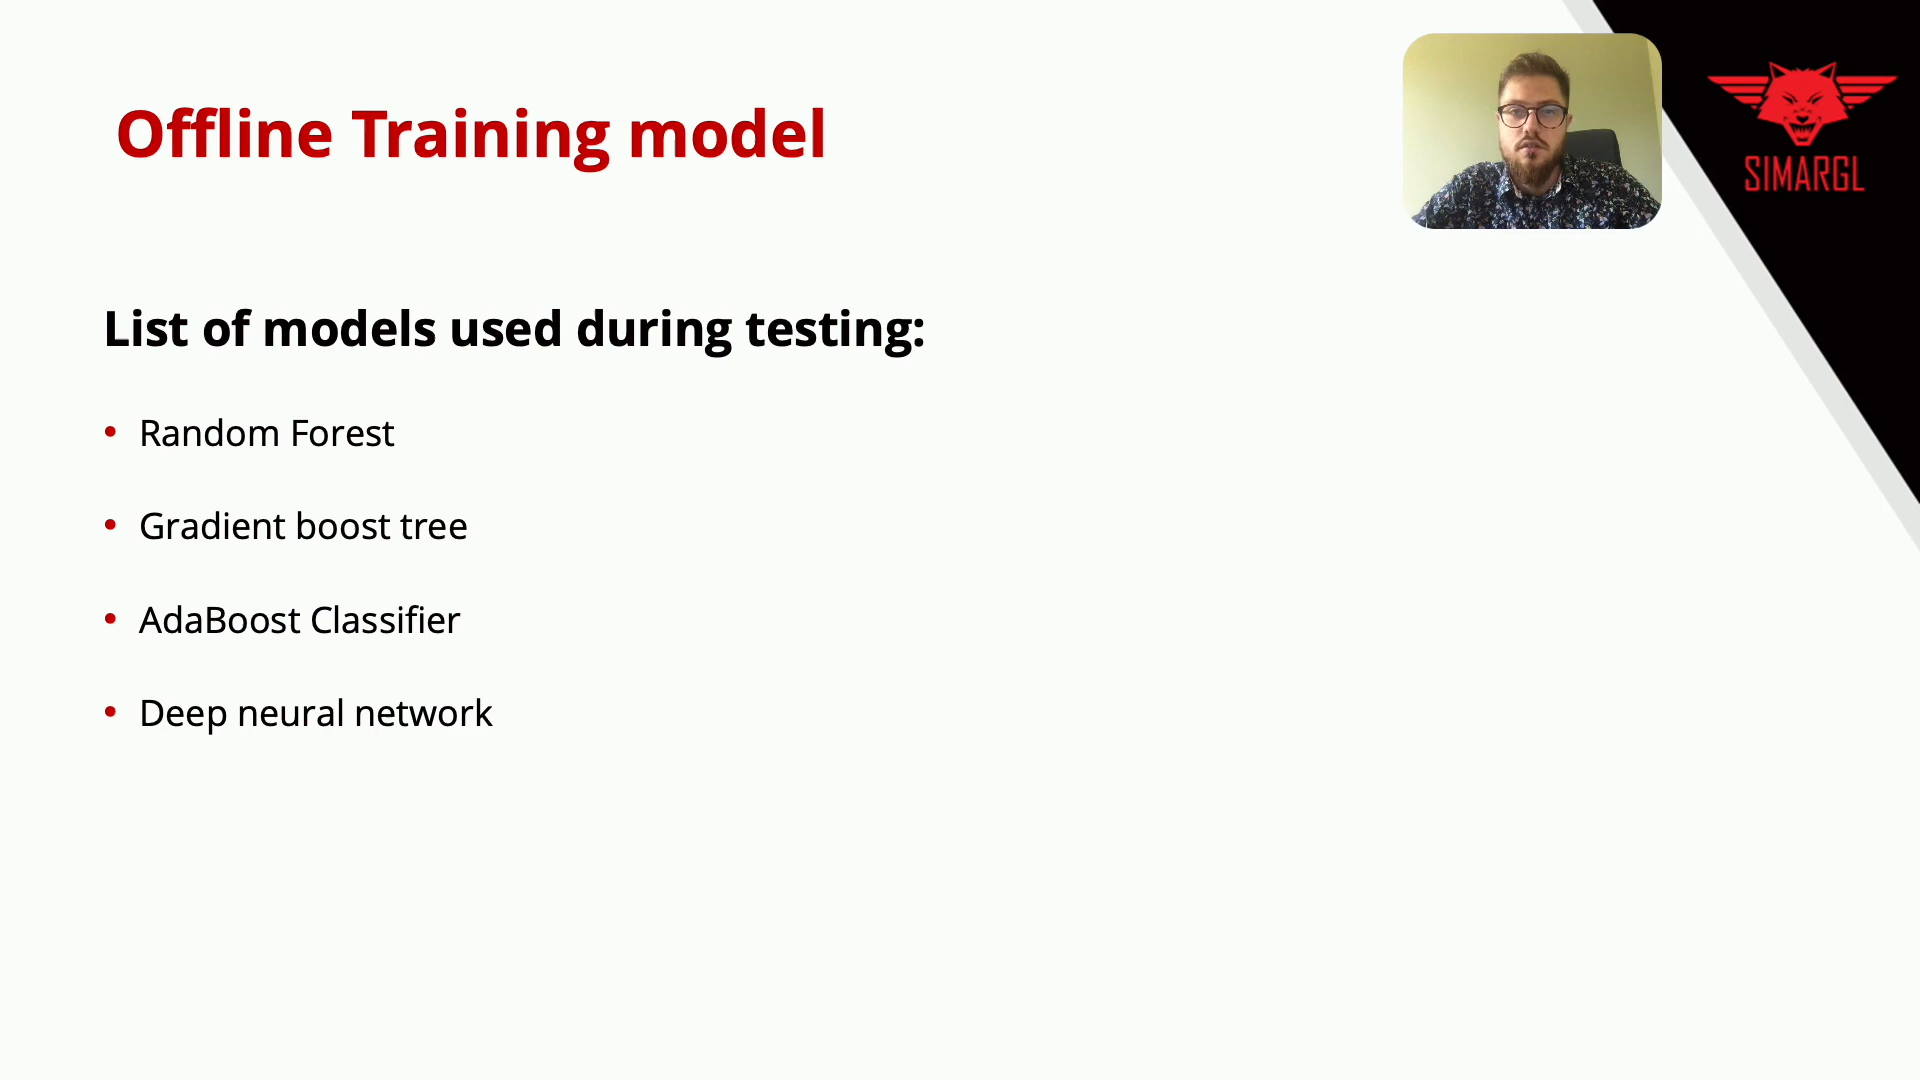 Offline Training model
SIMARGL
List of models used during testing:
• Random Forest
• Gradient boost tree
• AdaBoost Classifier
• Deep neural network